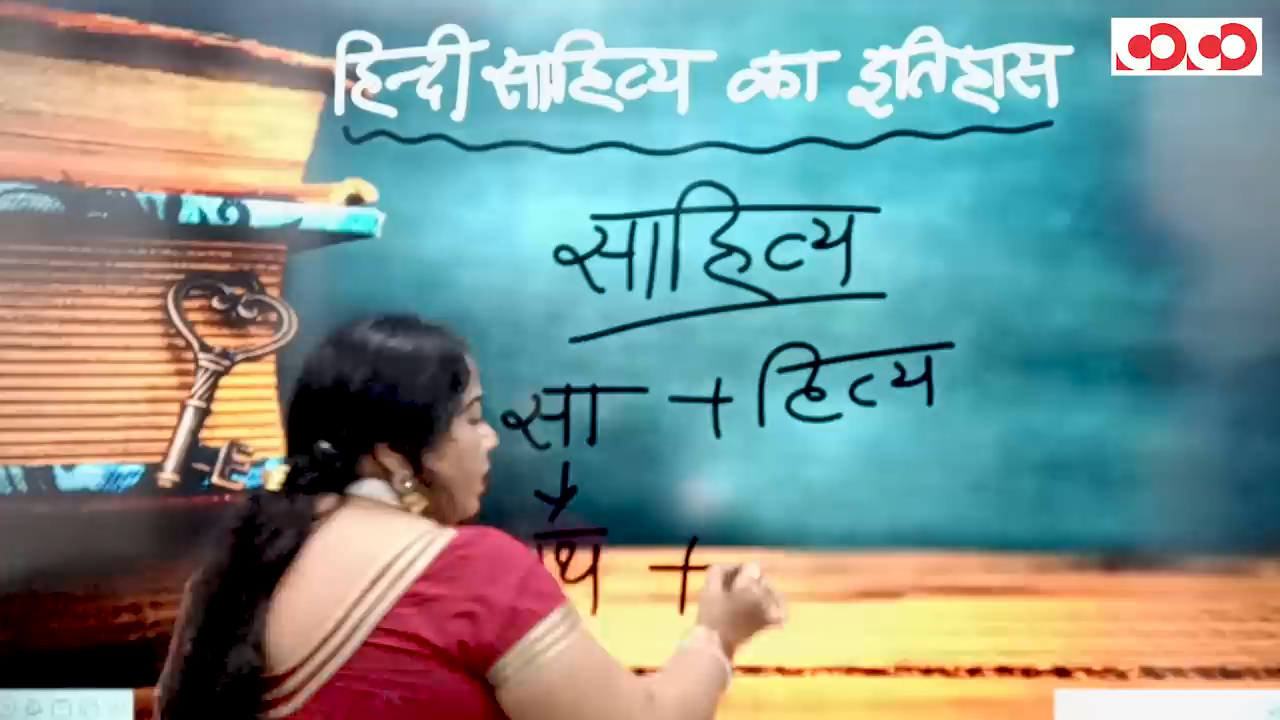 हिन्दी साहित्य का इतिहास
साहित्य
सा + हित्य
+